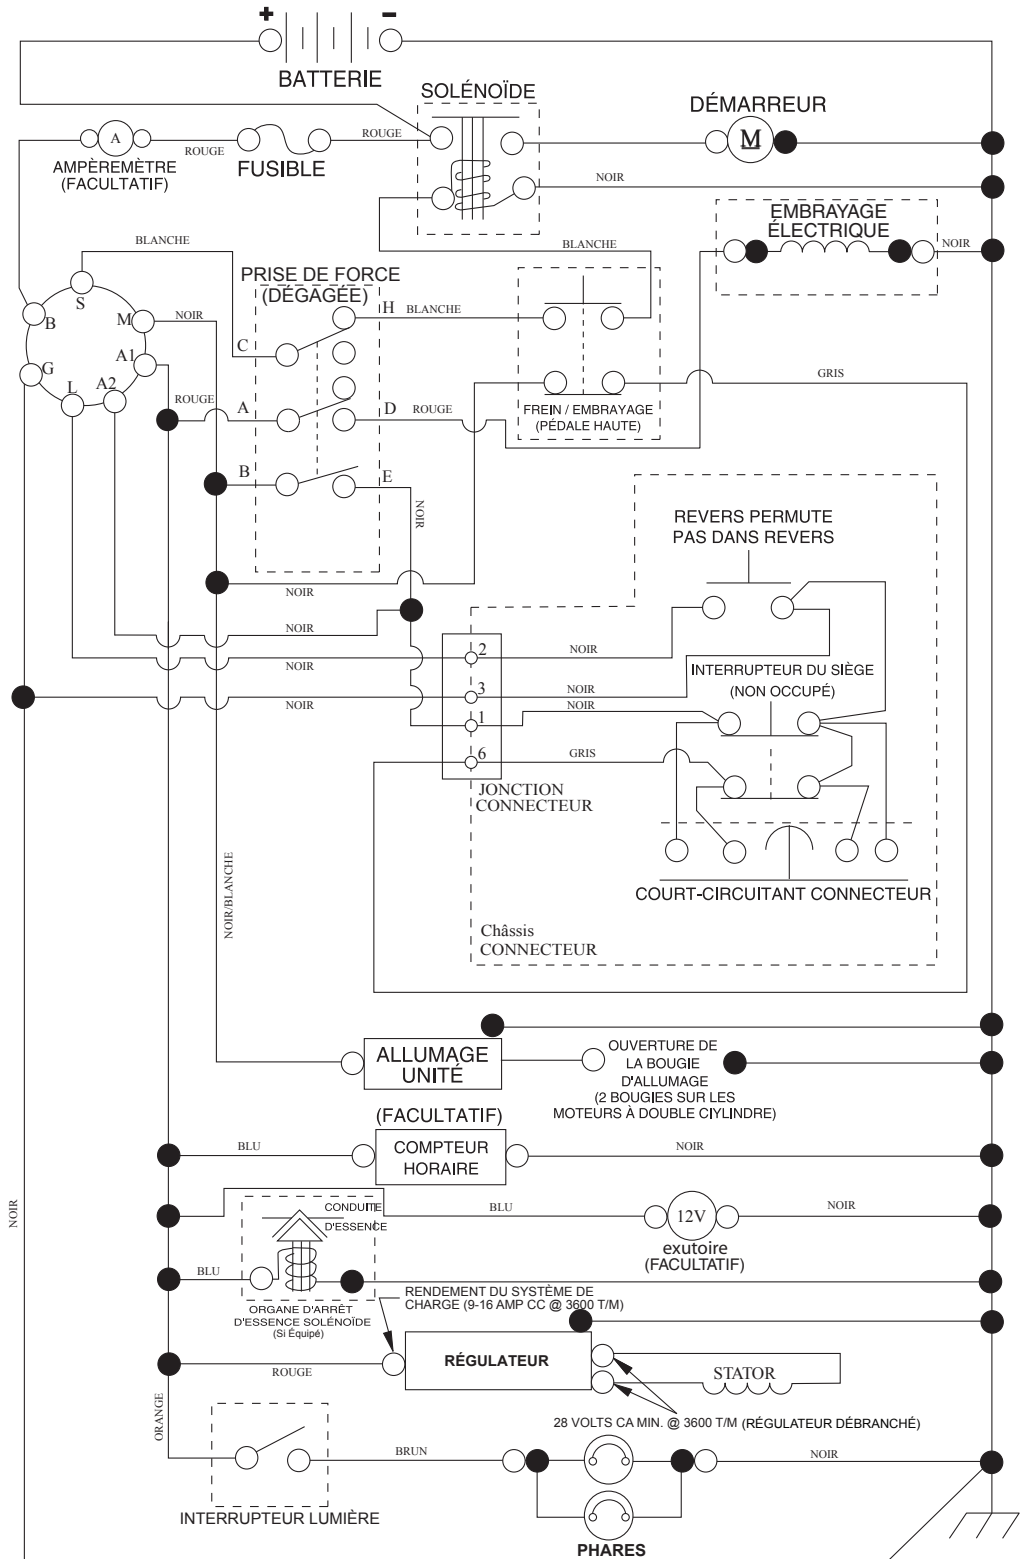 + −
BATTERIE
SOLÉNOÏDE
DÉMARREUR
A
ROUGE
ROUGE
M
AMPÈREMÈTRE
(FACULTATIF)
FUSIBLE
NOIR
EMBRAYAGE
ÉLECTRIQUE
NOIR
BLANCHE
BLANCHE
PRISE DE FORCE
(DÉGAGÉE)
S
B
M
NOIR
H
BLANCHE
C
G
A1
L
A2
ROUGE
A
D
ROUGE
GRIS
FREIN / EMBRAYAGE
(PÉDALE HAUTE)
B
E
NOIR
REVERS PERMUTE
PAS DANS REVERS
NOIR
NOIR
2
NOIR
NOIR
INTERRUPTEUR DU SIÈGE
(NON OCCUPÉ)
3
NOIR
NOIR
NOIR
1
6
GRIS
JONCTION
CONNECTEUR
NOIR/BLANCHE
COURT-CIRCUITANT CONNECTEUR
Châssis
CONNECTEUR
ALLUMAGE
UNITÉ
OUVERTURE DE
LA BOUGIE
D'ALLUMAGE
(2 BOUGIES SUR LES
MOTEURS À DOUBLE CIYLINDRE)
(FACULTATIF)
BLU
COMPTEUR
HORAIRE
NOIR
NOIR
CONDUITE
D'ESSENCE
BLU
12V
NOIR
exutoire
(FACULTATIF)
BLU
ORGANE D'ARRÊT
D'ESSENCE SOLÉNOÏDE
(Si Équipé)
RENDEMENT DU SYSTÈME DE
CHARGE (9-16 AMP CC @ 3600 T/M)
ROUGE
RÉGULATEUR
STATOR
28 VOLTS CA MIN. @ 3600 T/M (RÉGULATEUR DÉBRANCHÉ)
ORANGE
BRUN
NOIR
INTERRUPTEUR LUMIÈRE
PHARES